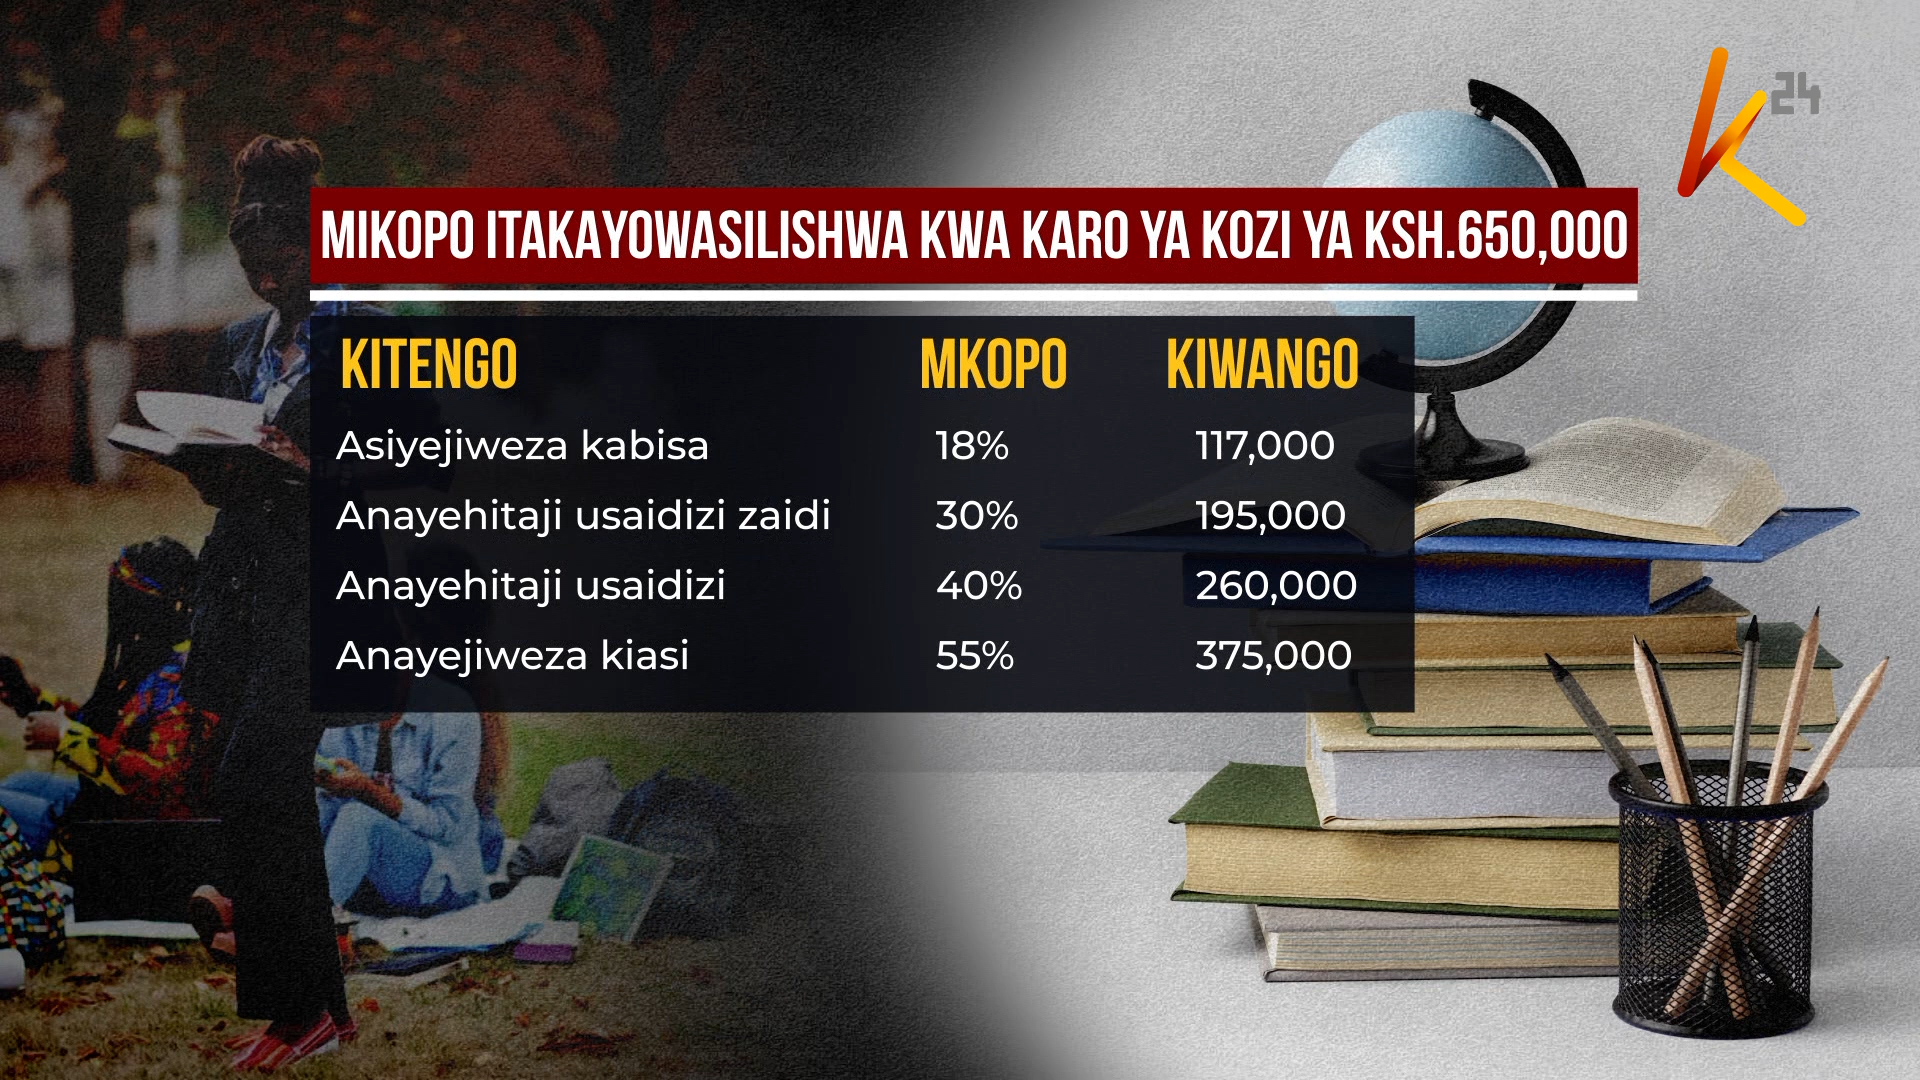 K24
MIKOPO ITAKAYOWASILISHWA KWA KARO YA KOZI YA KSH.650,000
KITENGO MKOPO KIWANGO
Asiyejiweza kabisa 18% 117,000
Anayehitaji usaidizi zaidi 30% 195,000
Anayehitaji usaidizi 40% 260,000
Anayejiweza kiasi 55% 375,000